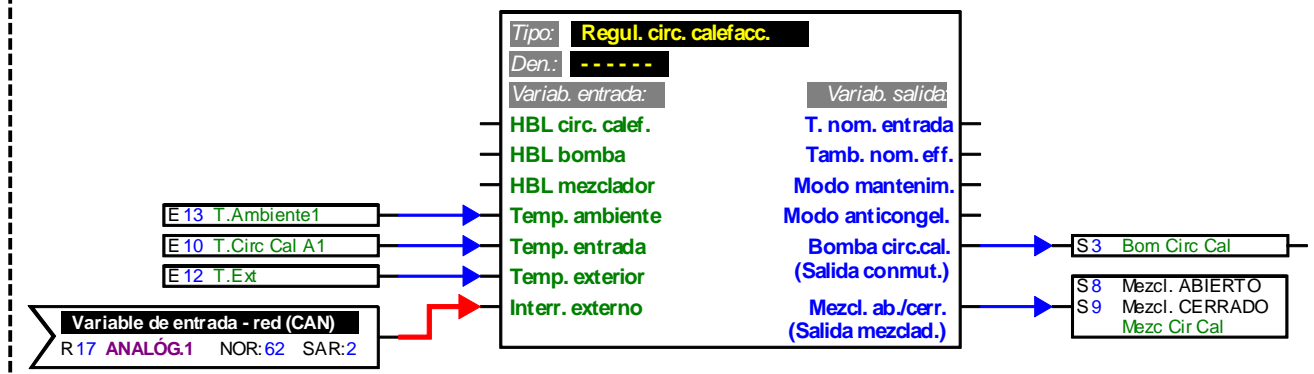 Tipo: Regul. circ. calefacc.
Den.: - - - - - -
Variab. entrada: Variab. salida:
HBL circ. calef. T. nom. entrada
HBL bomba Tamb. nom. eff.
HBL mezclador Modo mantenim.
E 13 T.Ambiente1 Temp. ambiente Modo anticongel.
E 10 T.Circ Cal A1 Temp. entrada Bomba circ.cal. S 3 Bom Circ Cal
E 12 T.Ext Temp. exterior (Salida conmut.)
S 8 Mezcl. ABIERTO
Interr. externo Mezcl. ab./cerr. S 9 Mezcl. CERRADO
Variable de entrada - red (CAN) (Salida mezclad.) Mezc Cir Cal
R 17 ANALÓG.1 NOR: 62 SAR: 2